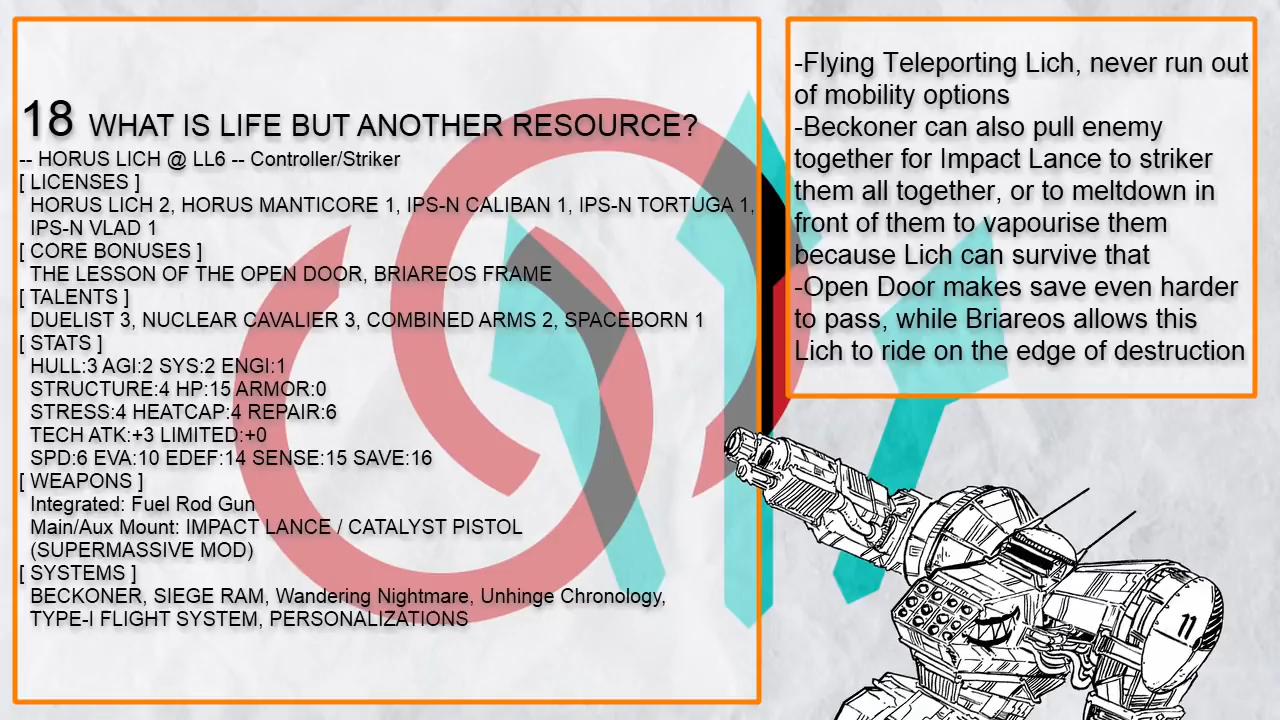 18 WHAT IS LIFE BUT ANOTHER RESOURCE?
-- HORUS LICH @ LL6 -- Controller/Striker
[ LICENSES ]
HORUS LICH 2, HORUS MANTICORE 1, IPS-N CALIBAN 1, IPS-N TORTUGA 1,
IPS-N VLAD 1
[ CORE BONUSES ]
THE LESSON OF THE OPEN DOOR, BRIAREOS FRAME
[ TALENTS ]
DUELIST 3, NUCLEAR CAVALIER 3, COMBINED ARMS 2, SPACEBORN 1
[ STATS ]
HULL:3 AGI:2 SYS:2 ENGI:1
STRUCTURE:4 HP:15 ARMOR:0
STRESS:4 HEATCAP:4 REPAIR:6
TECH ATK:+3 LIMITED:+0
SPD:6 EVA:10 EDEF:14 SENSE:15 SAVE:16
[ WEAPONS ]
Integrated: Fuel Rod Gun
Main/Aux Mount: IMPACT LANCE / CATALYST PISTOL
(SUPERMASSIVE MOD)
[ SYSTEMS ]
BECKONER, SIEGE RAM, Wandering Nightmare, Unhinge Chronology,
TYPE-I FLIGHT SYSTEM, PERSONALIZATIONS
-Flying Teleporting Lich, never run out
of mobility options
-Beckoner can also pull enemy
together for Impact Lance to striker
them all together, or to meltdown in
front of them to vapourise them
because Lich can survive that
-Open Door makes save even harder
to pass, while Briareos allows this
Lich to ride on the edge of destruction
11